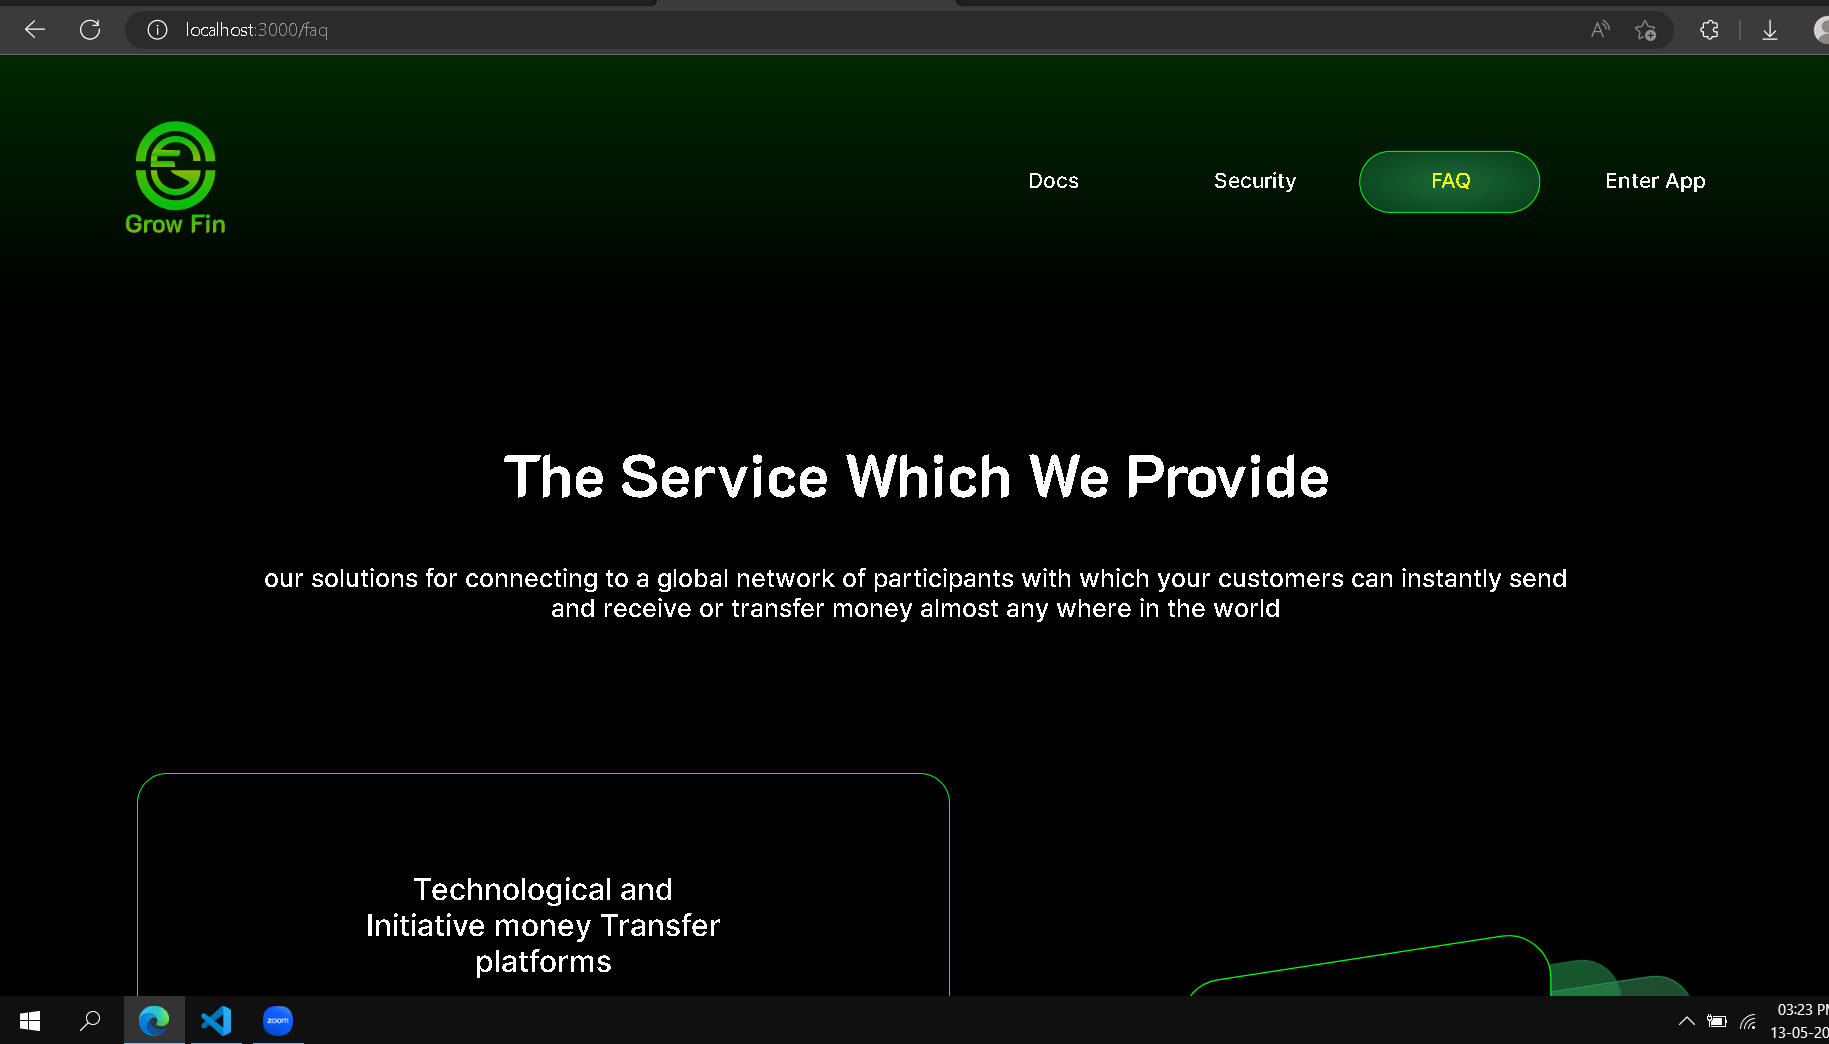 localhost:3000/faq
Grow Fin
Docs Security FAQ Enter App
The Service Which We Provide
our solutions for connecting to a global network of participants with which your customers can instantly send
and receive or transfer money almost any where in the world
Technological and
Initiative money Transfer
platforms
zoom
03:23
13-05-20